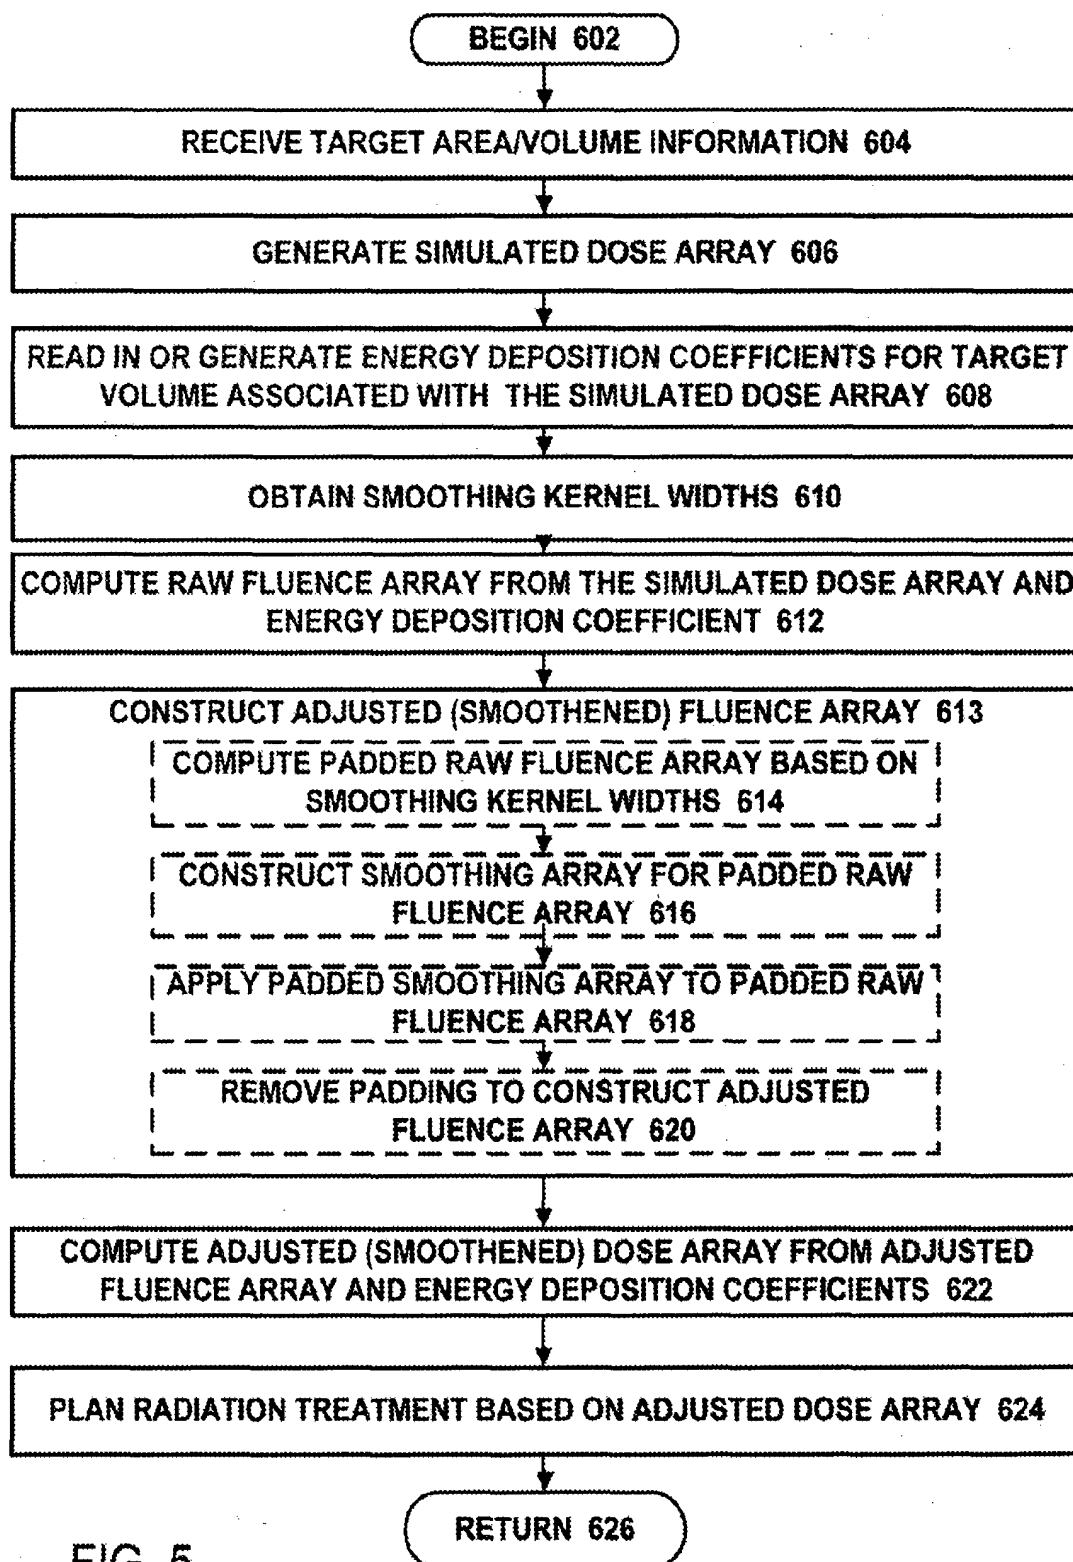 BEGIN 602
RECEIVE TARGET AREA/VOLUME INFORMATION 604
GENERATE SIMULATED DOSE ARRAY 606
READ IN OR GENERATE ENERGY DEPOSITION COEFFICIENTS FOR TARGET
VOLUME ASSOCIATED WITH THE SIMULATED DOSE ARRAY 608
OBTAIN SMOOTHING KERNEL WIDTHS 610
COMPUTE RAW FLUENCE ARRAY FROM THE SIMULATED DOSE ARRAY AND
ENERGY DEPOSITION COEFFICIENT 612
CONSTRUCT ADJUSTED (SMOOTHENED) FLUENCE ARRAY 613
COMPUTE PADDED RAW FLUENCE ARRAY BASED ON
SMOOTHING KERNEL WIDTHS 614
CONSTRUCT SMOOTHING ARRAY FOR PADDED RAW
FLUENCE ARRAY 616
APPLY PADDED SMOOTHING ARRAY TO PADDED RAW
FLUENCE ARRAY 618
REMOVE PADDING TO CONSTRUCT ADJUSTED
FLUENCE ARRAY 620
COMPUTE ADJUSTED (SMOOTHENED) DOSE ARRAY FROM ADJUSTED
FLUENCE ARRAY AND ENERGY DEPOSITION COEFFICIENTS 622
PLAN RADIATION TREATMENT BASED ON ADJUSTED DOSE ARRAY 624
RETURN 626
FIG. 5